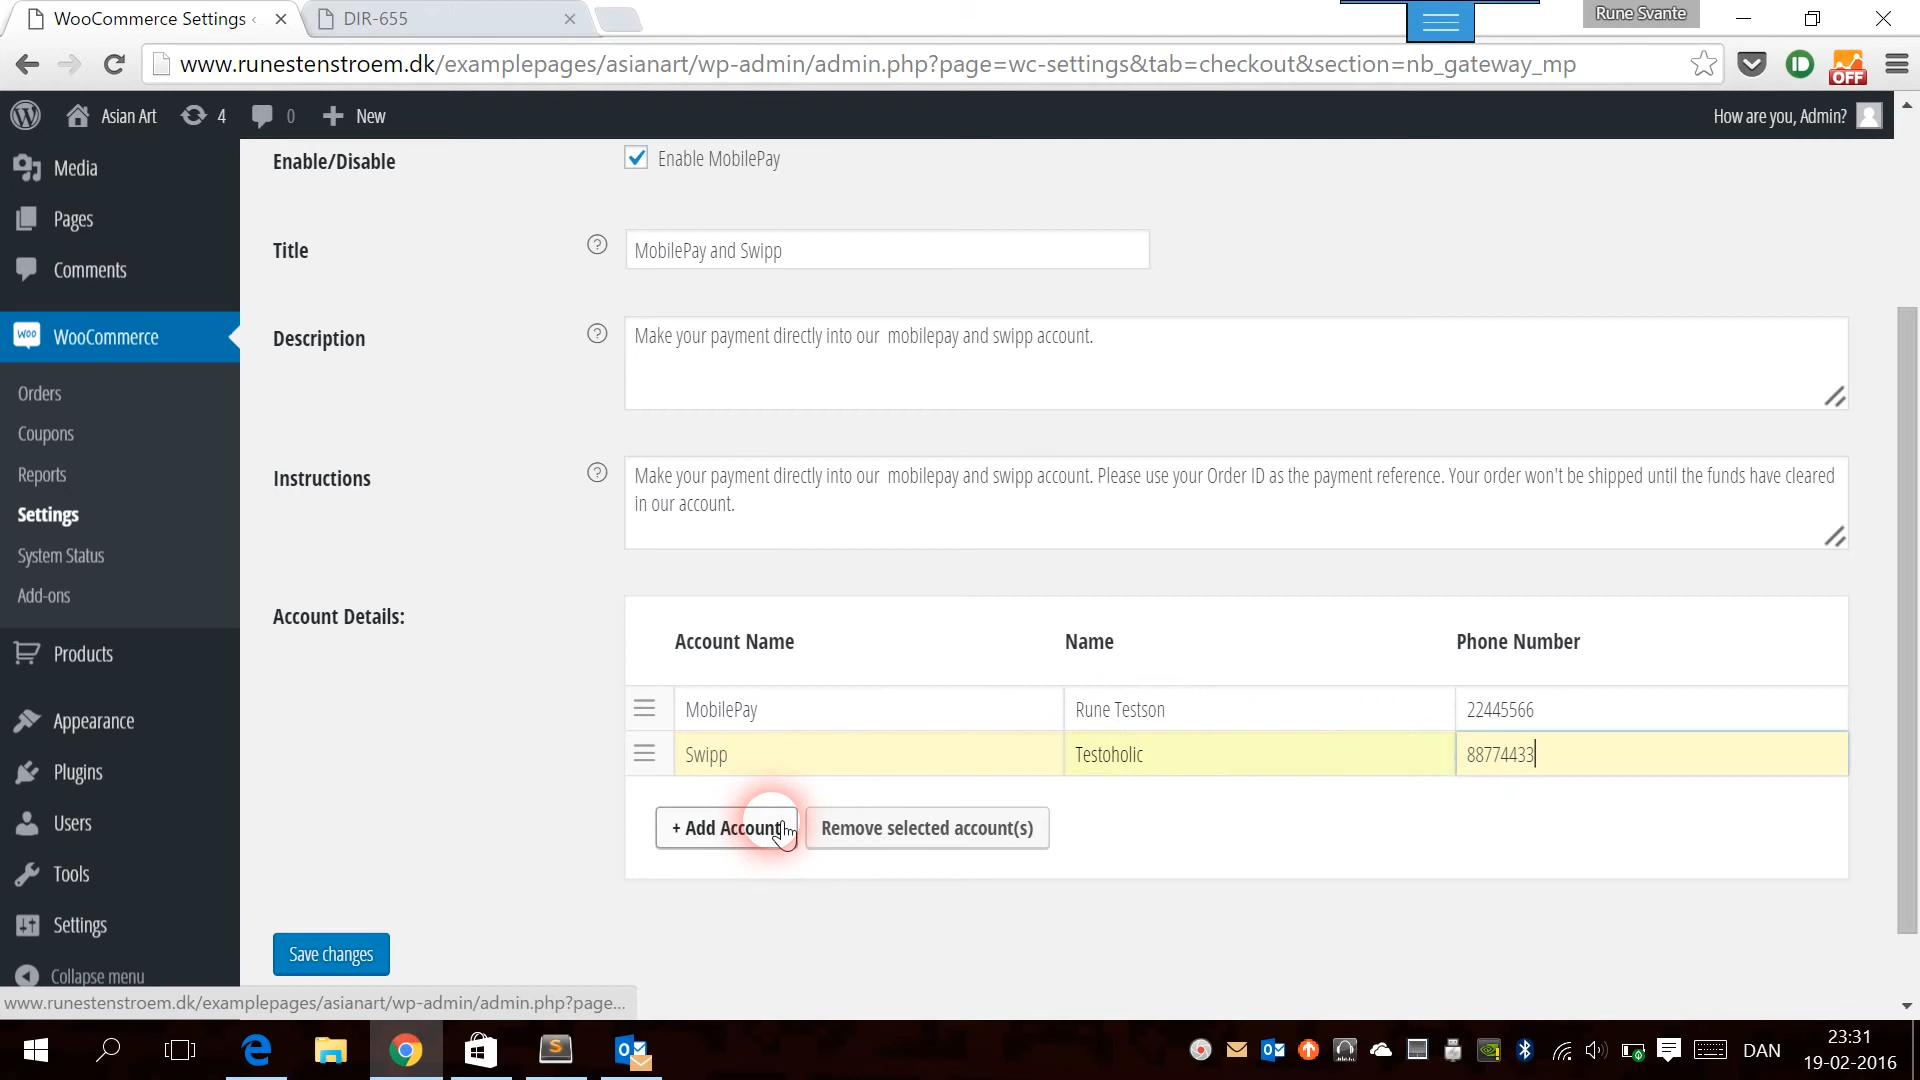 WooCommerce Settings ‹
DIR-655
Rune Svante
www.runestenstroem.dk/examplepages/asianart/wp-admin/admin.php?page=wc-settings&tab=checkout&section=nb_gateway_mp
OFF
Asian Art
4
0
New
How are you, Admin?
Media
Pages
Comments
WOO
WooCommerce
Orders
Coupons
Reports
Settings
System Status
Add-ons
Products
Appearance
Plugins
Users
Tools
Settings
Collapse menu
Enable/Disable
Enable MobilePay
Title
MobilePay and Swipp
Description
Make your payment directly into our  mobilepay and swipp account.
Instructions
Make your payment directly into our  mobilepay and swipp account. Please use your Order ID as the payment reference. Your order won't be shipped until the funds have cleared
in our account.
Account Details:
Account Name Name Phone Number
MobilePay Rune Testson 22445566
Swipp Testoholic 88774433
+ Add Account
Remove selected account(s)
Save changes
www.runestenstroem.dk/examplepages/asianart/wp-admin/admin.php?page...
DAN
23:31
19-02-2016